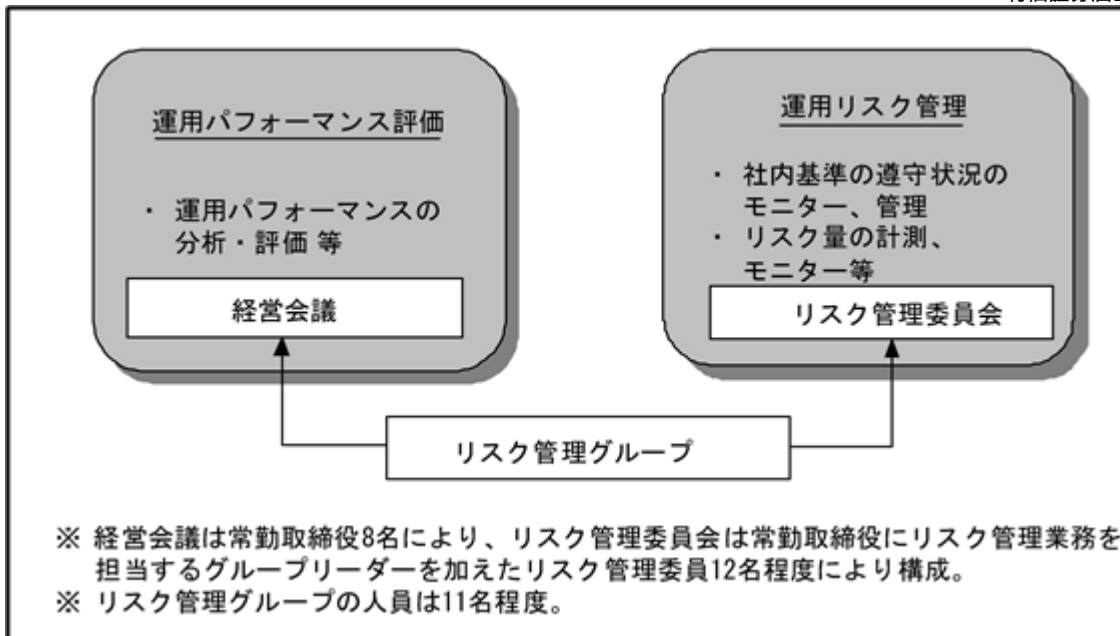 運用パフォーマンス評価
・ 運用パフォーマンスの
分析・評価 等
経営会議
運用リスク管理
・ 社内基準の遵守状況の
モニター、管理
・ リスク量の計測、
モニター等
リスク管理委員会
リスク管理グループ
※ 経営会議は常勤取締役8名により、リスク管理委員会は常勤取締役にリスク管理業務を
担当するグループリーダーを加えたリスク管理委員12名程度により構成。
※ リスク管理グループの人員は11名程度。